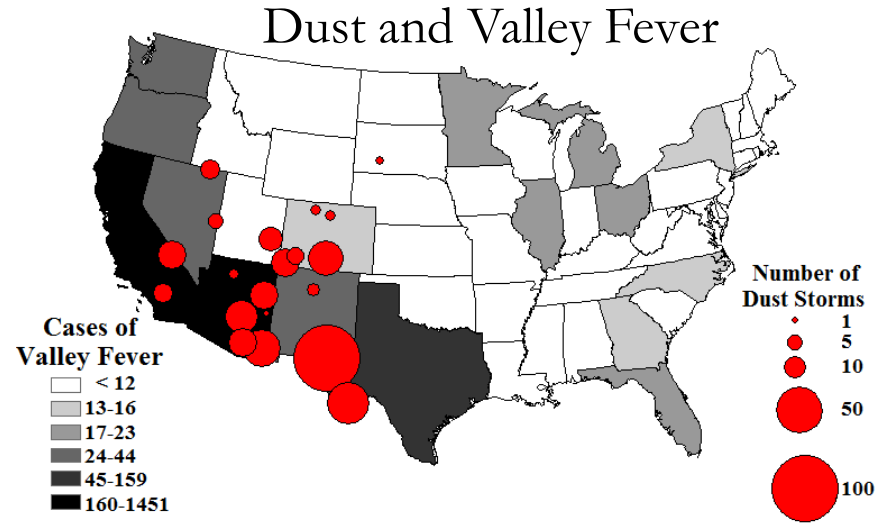 Dust and Valley Fever
Cases of
Valley Fever
< 12
13-16
17-23
24-44
45-159
160-1451
Number of
Dust Storms
1
5
10
50
100